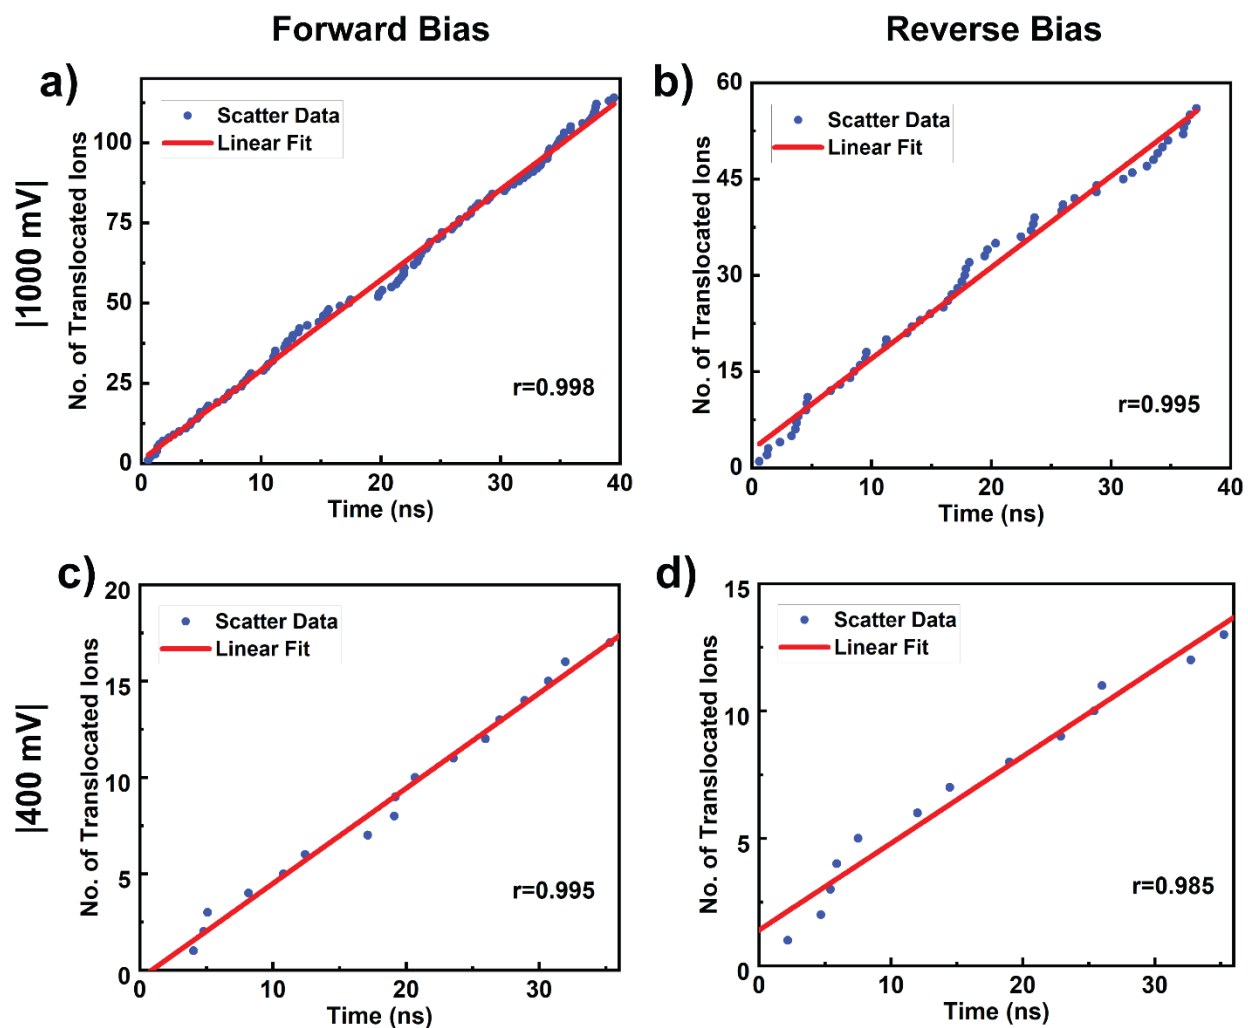 Forward Bias
Reverse Bias
|1000 mV|
|400 mV|
a)
No. of Translocated Ions
100
75
50
25
0
Scatter Data
Linear Fit
r=0.998
0 10 20 30 40
Time (ns)
b)
No. of Translocated Ions
60
45
30
15
0
Scatter Data
Linear Fit
r=0.995
0 10 20 30 40
Time (ns)
c)
No. of Translocated Ions
20
15
10
5
0
Scatter Data
Linear Fit
r=0.995
0 10 20 30
Time (ns)
d)
No. of Translocated Ions
15
10
5
0
Scatter Data
Linear Fit
r=0.985
0 10 20 30
Time (ns)